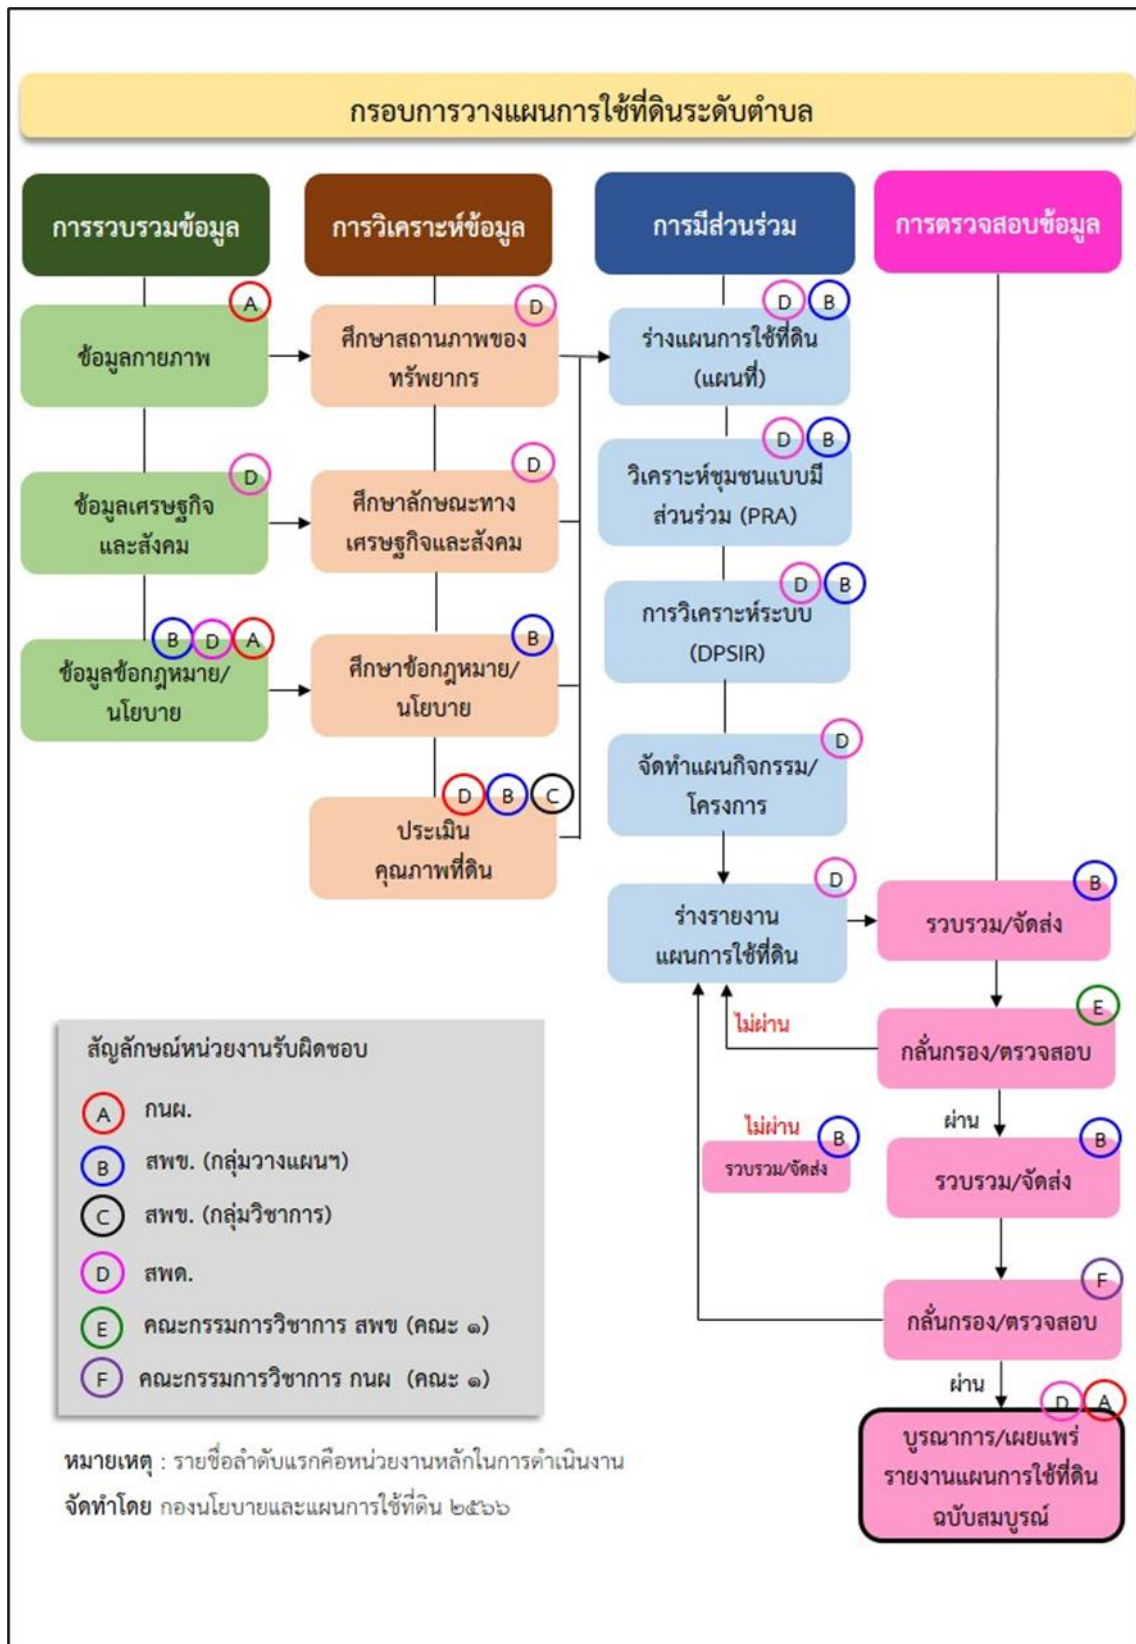 กรอบการวางแผนการใช้ที่ดินระดับตำบล
การรวบรวมข้อมูล
A
ข้อมูลกายภาพ
D
ข้อมูลเศรษฐกิจ
และสังคม
B D A
ข้อมูลข้อกฎหมาย/
นโยบาย
การวิเคราะห์ข้อมูล
D
ศึกษาสถานภาพของ
ทรัพยากร
D
ศึกษาลักษณะทาง
เศรษฐกิจและสังคม
B
ศึกษาข้อกฎหมาย/
นโยบาย
D B C
ประเมิน
คุณภาพที่ดิน
การมีส่วนร่วม
D B
ร่างแผนการใช้ที่ดิน
(แผนที่)
D B
วิเคราะห์ชุมชนแบบมี
ส่วนร่วม (PRA)
D B
การวิเคราะห์ระบบ
(DPSIR)
D
จัดทำแผนกิจกรรม/
โครงการ
D
ร่างรายงาน
แผนการใช้ที่ดิน
การตรวจสอบข้อมูล
B
รวบรวม/จัดส่ง
E
กลั่นกรอง/ตรวจสอบ
ไม่ผ่าน
ผ่าน
B
รวบรวม/จัดส่ง
ไม่ผ่าน
B
รวบรวม/จัดส่ง
F
กลั่นกรอง/ตรวจสอบ
ผ่าน
D A
บูรณาการ/เผยแพร่
รายงานแผนการใช้ที่ดิน
ฉบับสมบูรณ์
สัญลักษณ์หน่วยงานรับผิดชอบ
A กนผ.
B สพข. (กลุ่มวางแผนฯ)
C สพข. (กลุ่มวิชาการ)
D สพด.
E คณะกรรมการวิชาการ สพข (คณะ ๑)
F คณะกรรมการวิชาการ กนผ (คณะ ๑)
หมายเหตุ : รายชื่อลำดับแรกคือหน่วยงานหลักในการดำเนินงาน
จัดทำโดย กองนโยบายและแผนการใช้ที่ดิน ๒๕๖๖